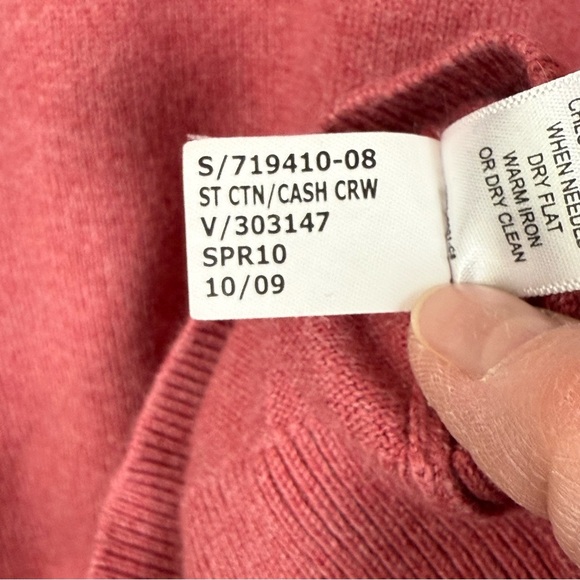 S/719410-08
ST CTN/CASH CRW
V/303147
SPR10
10/09
WHEN NEEDED
DRY FLAT
WARM IRON
OR DRY CLEAN